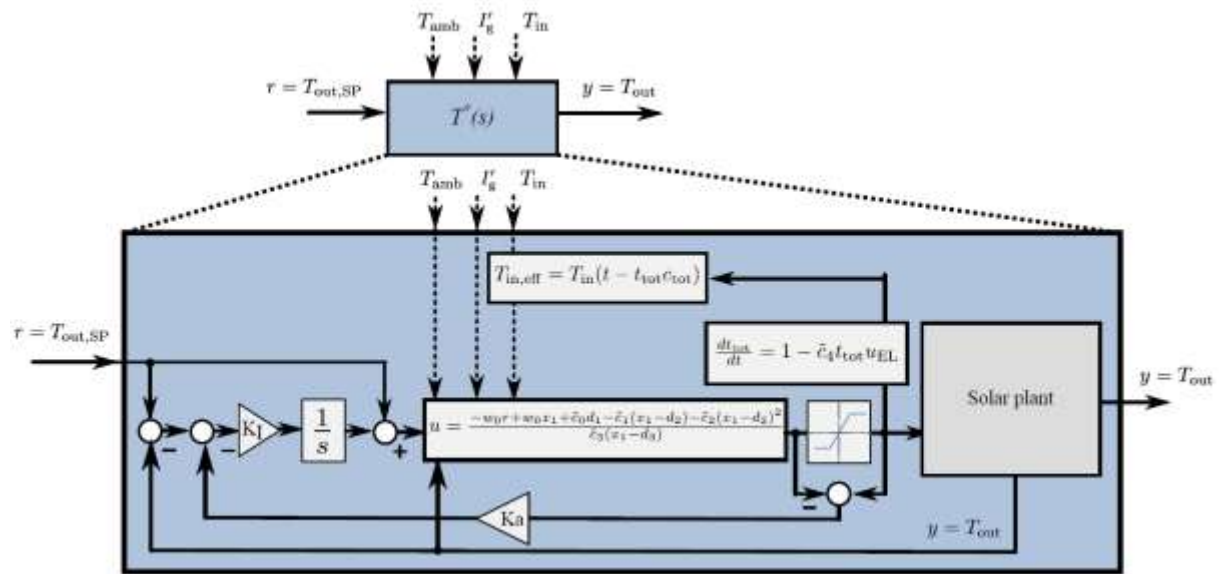 T_amb I_g^r T_in
r = T_out,SP
y = T_out
T''(s)
T_amb I_g^r T_in
T_in,eff = T_in(t − t_tot c_tot)
r = T_out,SP
dt_tot/dt = 1 − c̃_4 t_tot u_EL
Solar plant
y = T_out
K_I
1/s
u = (−w_0 r + w_0 x_1 + c̃_0 d_1 − c̃_1(x_1 − d_2) − c̃_2(x_1 − d_2)^2) / (c̃_3(x_1 − d_3))
− − + −
Ka
y = T_out